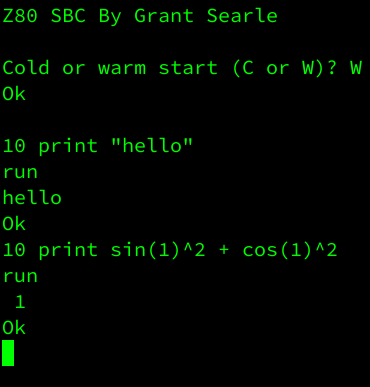 Z80 SBC By Grant Searle
Cold or warm start (C or W)? W
Ok
10 print "hello"
run
hello
Ok
10 print sin(1)^2 + cos(1)^2
run
1
Ok